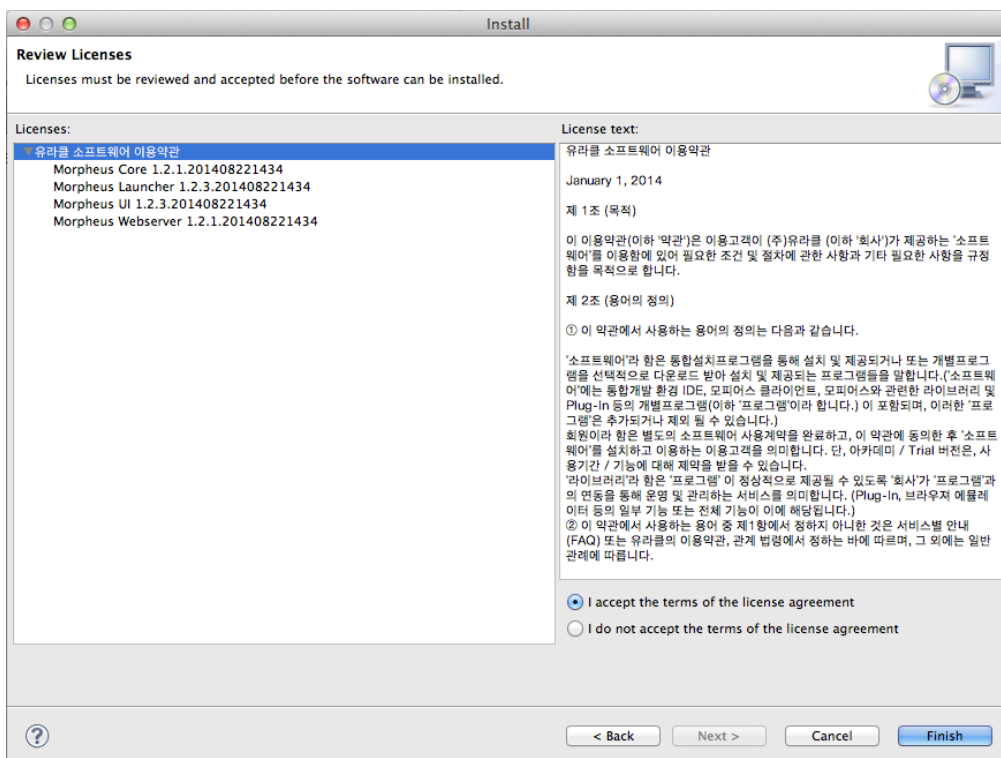 Install
Review Licenses
Licenses must be reviewed and accepted before the software can be installed.
Licenses:
유라클 소프트웨어 이용약관
Morpheus Core 1.2.1.201408221434
Morpheus Launcher 1.2.3.201408221434
Morpheus UI 1.2.3.201408221434
Morpheus Webserver 1.2.1.201408221434
License text:
유라클 소프트웨어 이용약관
January 1, 2014
제 1조 (목적)
이 이용약관(이하 '약관')은 이용고객이 (주)유라클 (이하 '회사')가 제공하는 '소프트
웨어'를 이용함에 있어 필요한 조건 및 절차에 관한 사항과 기타 필요한 사항을 규정
함을 목적으로 합니다.
제 2조 (용어의 정의)
① 이 약관에서 사용하는 용어의 정의는 다음과 같습니다.
'소프트웨어'라 함은 통합설치프로그램을 통해 설치 및 제공되거나 또는 개별프로그
램을 선택적으로 다운로드 받아 설치 및 제공되는 프로그램들을 말합니다.('소프트웨
어'에는 통합개발 환경 IDE, 모피어스 클라이언트, 모피어스와 관련한 라이브러리 및
Plug-In 등의 개별프로그램(이하 '프로그램'이라 합니다.) 이 포함되며, 이러한 '프로
그램'은 추가되거나 제외 될 수 있습니다.)
회원이라 함은 별도의 소프트웨어 사용계약을 완료하고, 이 약관에 동의한 후 '소프트
웨어'를 설치하고 이용하는 이용고객을 의미합니다. 단, 아카데미 / Trial 버전은, 사
용기간 / 기능에 대해 제약을 받을 수 있습니다.
'라이브러리'라 함은 '프로그램' 이 정상적으로 제공될 수 있도록 '회사'가 '프로그램'과
의 연동을 통해 운영 및 관리하는 서비스를 의미합니다. (Plug-In, 브라우져 에뮬레
이터 등의 일부 기능 또는 전체 기능이 이에 해당됩니다.)
② 이 약관에서 사용하는 용어 중 제1항에서 정하지 아니한 것은 서비스별 안내
(FAQ) 또는 유라클의 이용약관, 관계 법령에서 정하는 바에 따르며, 그 외에는 일반
관례에 따릅니다.
I accept the terms of the license agreement
I do not accept the terms of the license agreement
?
< Back
Next >
Cancel
Finish